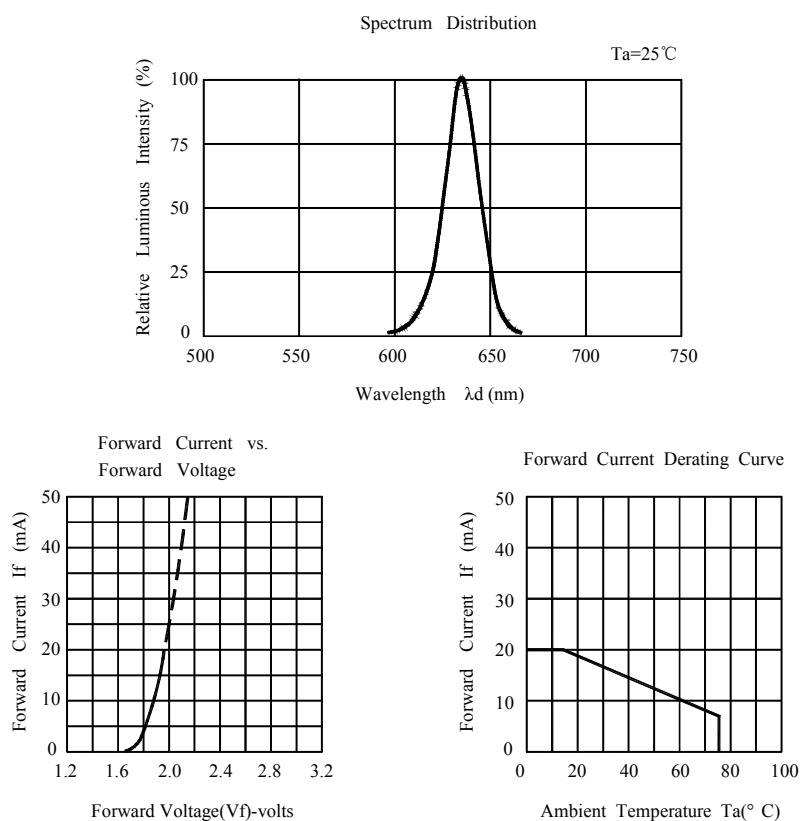 Spectrum Distribution
Ta=25℃
Relative Luminous Intensity (%)
100
75
50
25
0
500 550 600 650 700 750
Wavelength λd (nm)
Forward Current vs.
Forward Voltage
Forward Current If (mA)
50
40
30
20
10
0
1.2 1.6 2.0 2.4 2.8 3.2
Forward Voltage(Vf)-volts
Forward Current Derating Curve
Forward Current If (mA)
50
40
30
20
10
0
0 20 40 60 80 100
Ambient Temperature Ta(° C)